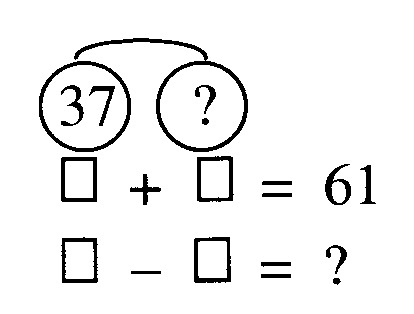 37 ?
□ + □ = 61
□ – □ = ?